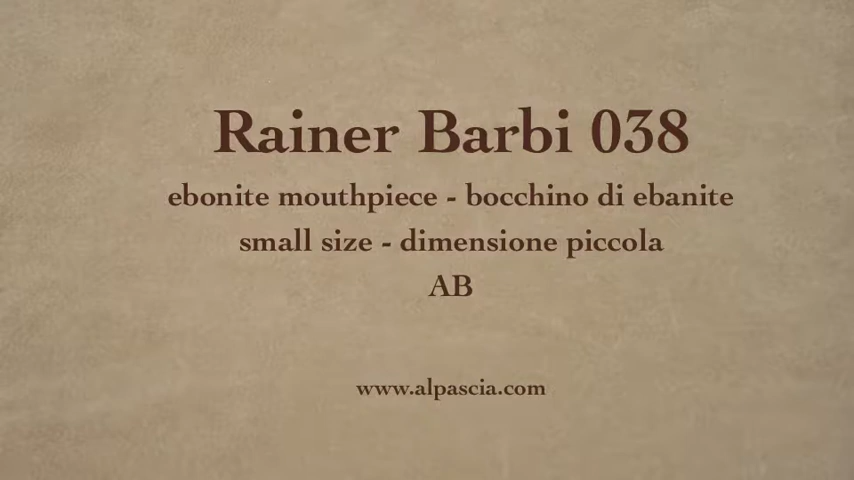 Rainer Barbi 038
ebonite mouthpiece - bocchino di ebanite
small size - dimensione piccola
AB
www.alpascia.com